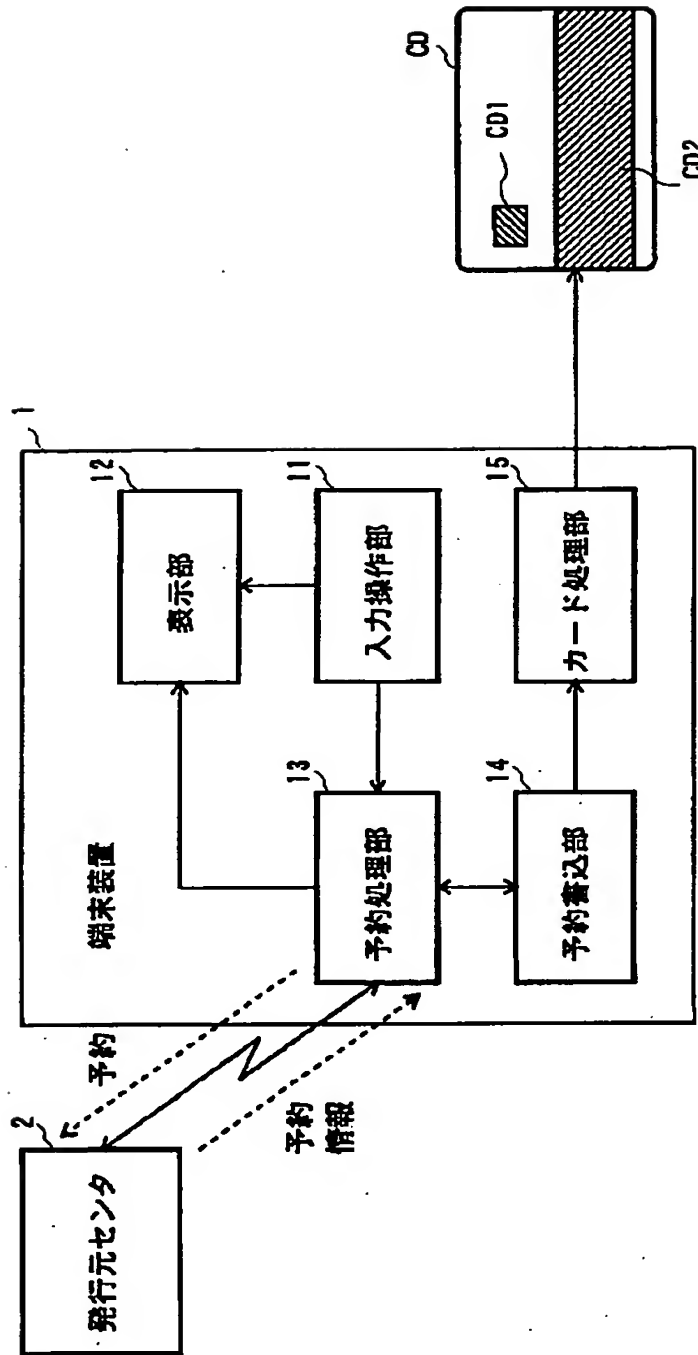 発行元センタ
2
予約
予約
情報
端末装置
1
表示部
12
入力操作部
11
予約処理部
13
予約書込部
14
カード処理部
15
CD
CD1
CD2